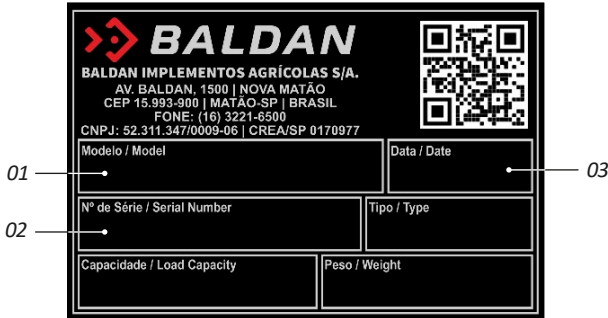 BALDAN
BALDAN IMPLEMENTOS AGRÍCOLAS S/A.
AV. BALDAN, 1500 | NOVA MATÃO
CEP 15.993-900 | MATÃO-SP | BRASIL
FONE: (16) 3221-6500
CNPJ: 52.311.347/0009-06 | CREA/SP 0170977
Modelo / Model
Data / Date
01
03
Nº de Série / Serial Number
Tipo / Type
02
Capacidade / Load Capacity
Peso / Weight